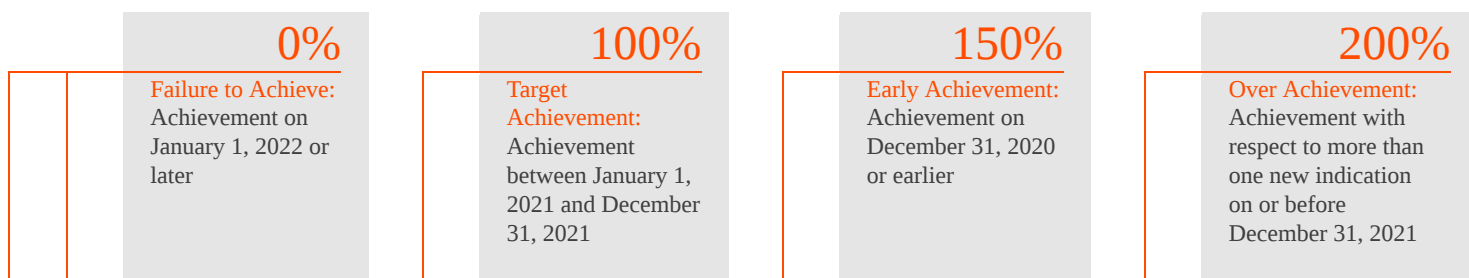 0%
Failure to Achieve:
Achievement on
January 1, 2022 or
later
100%
Target
Achievement:
Achievement
between January 1,
2021 and December
31, 2021
150%
Early Achievement:
Achievement on
December 31, 2020
or earlier
200%
Over Achievement:
Achievement with
respect to more than
one new indication
on or before
December 31, 2021